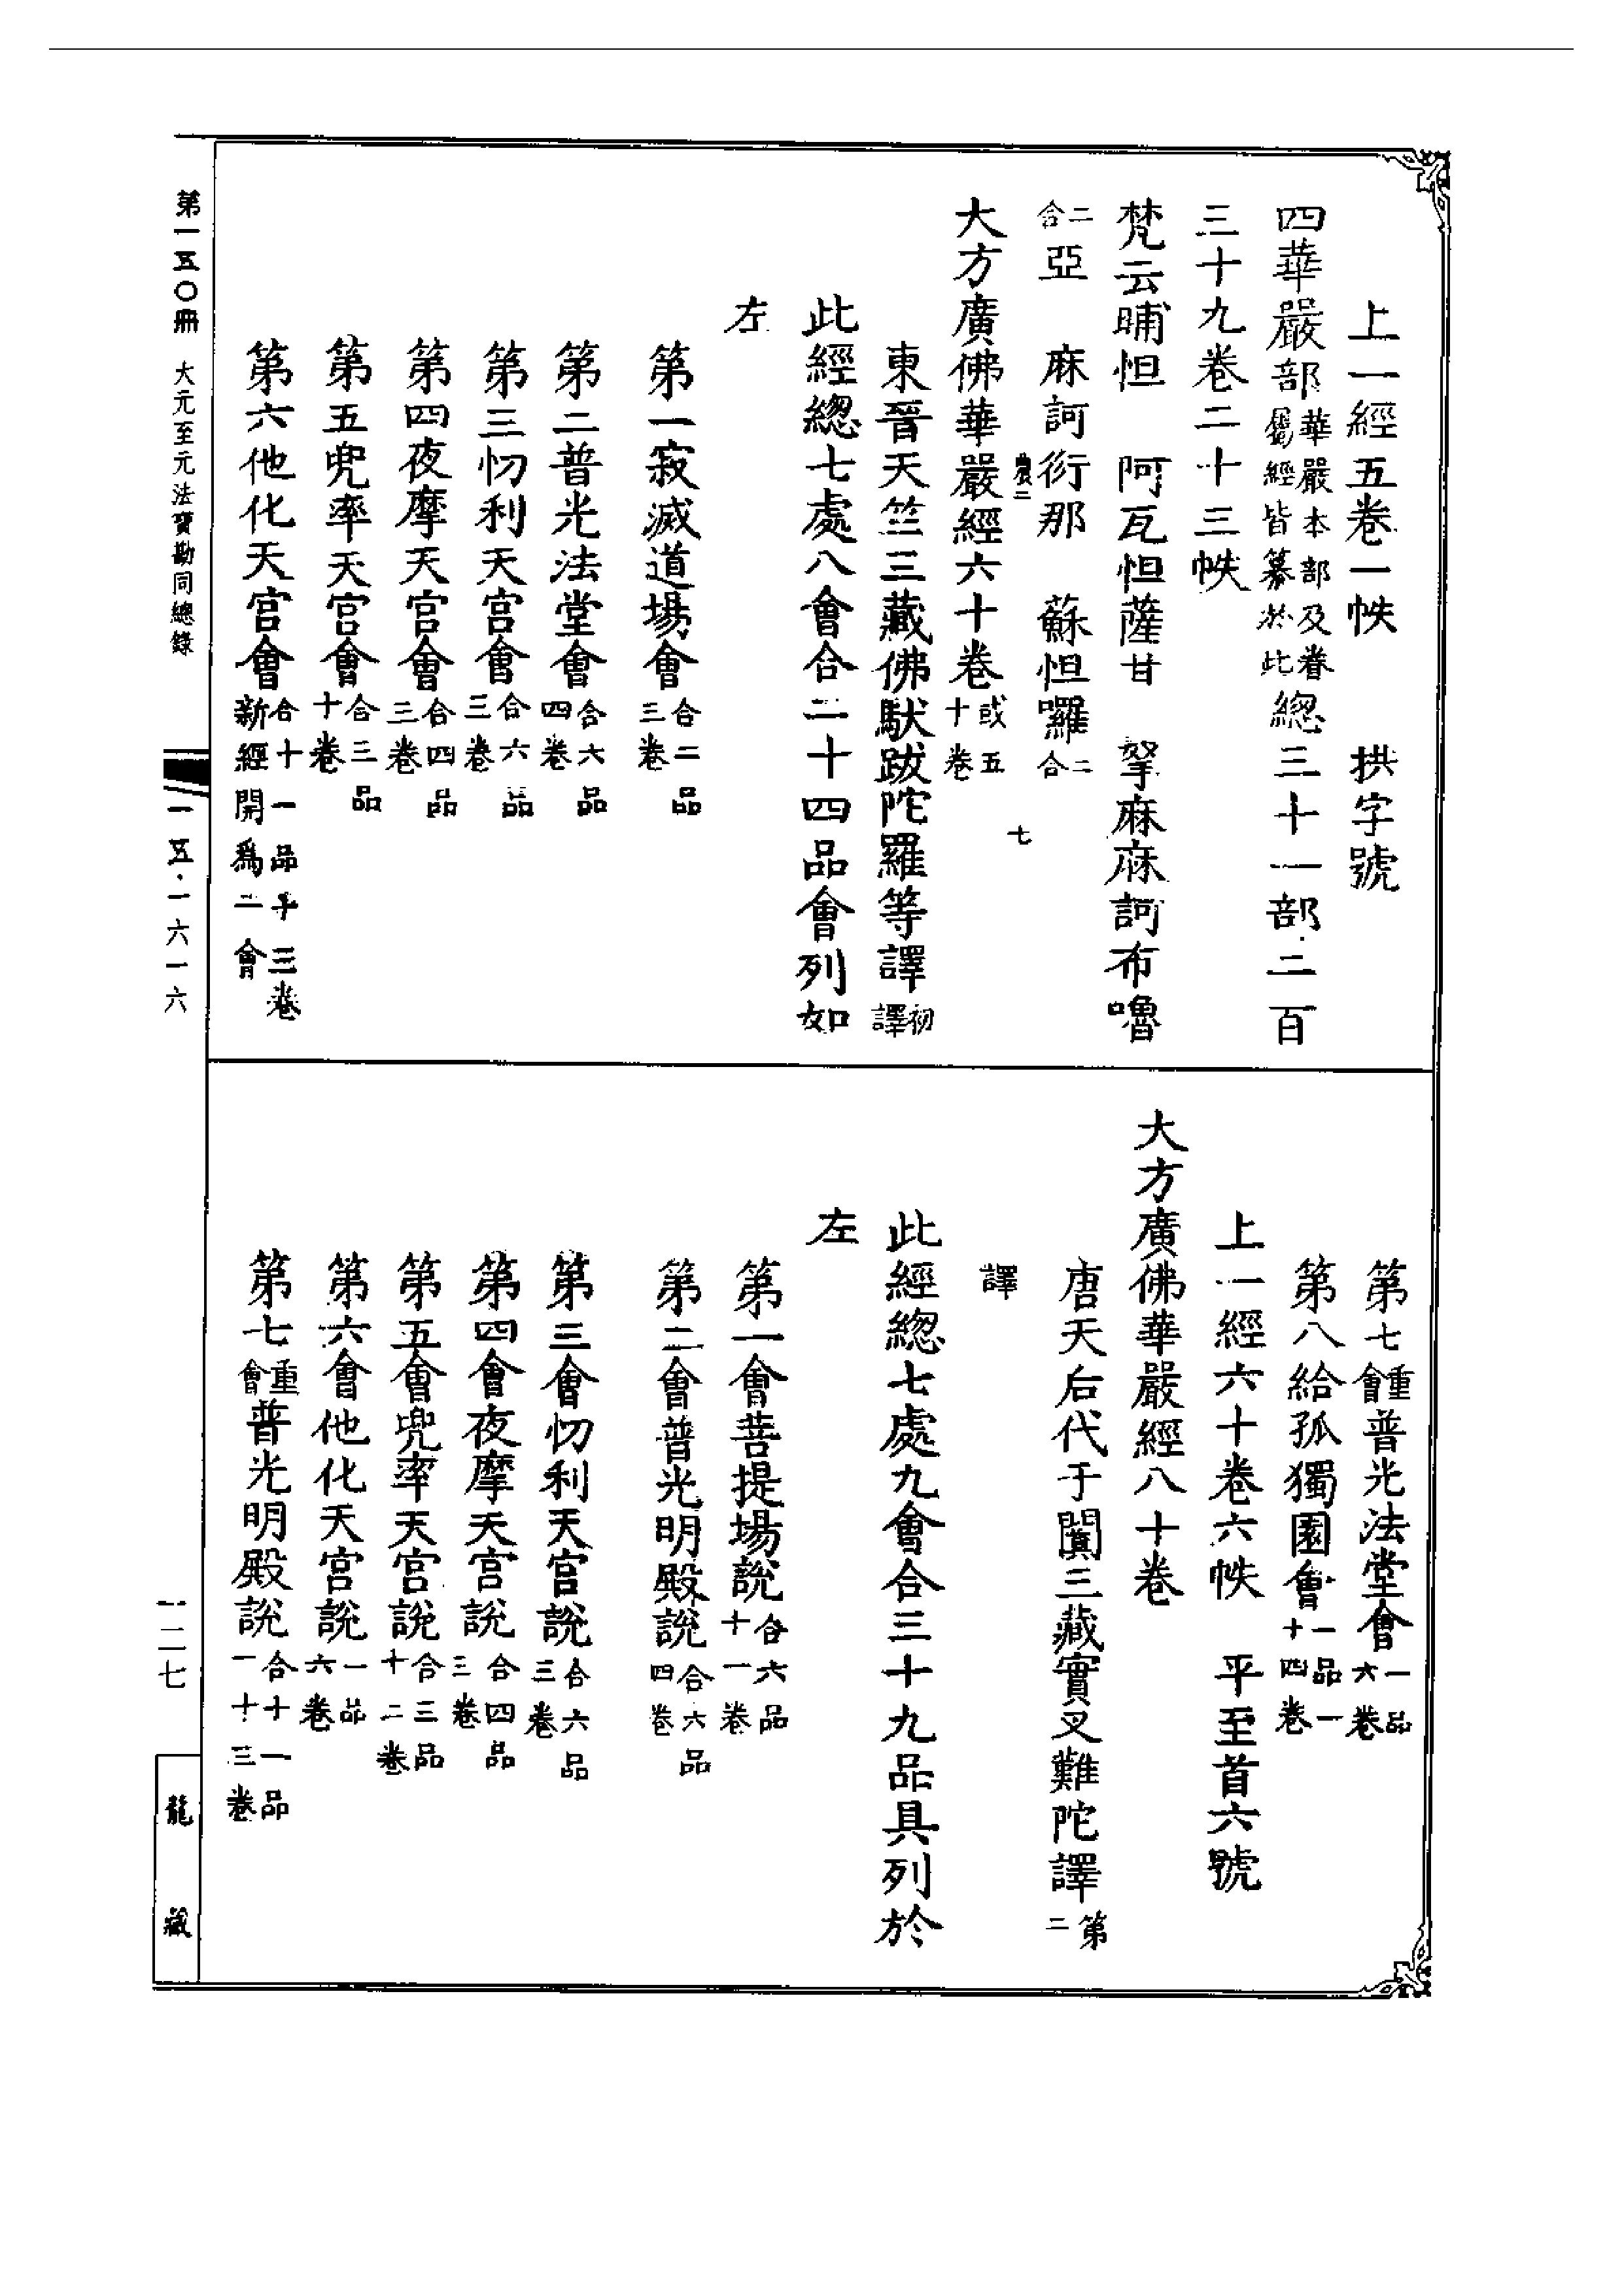 上一經五卷一帙　拱字號
四華嚴部華嚴本部及眷屬經皆纂於此總三十一部二百
三十九卷二十三帙
梵云晡怛　阿瓦怛薩甘　拏麻麻訶布嚕
二合亞　麻訶衍那　蘇怛囉二合
七
大方廣佛華嚴經六十卷或五十卷
東晉天竺三藏佛馱跋陀羅等譯初譯
此經總七處八會合三十四品會列如
左
第一寂滅道場會合二品三卷
第二普光法堂會合六品四卷
第三忉利天宮會合六品三卷
第四夜摩天宮會合四品三卷
第五兜率天宮會合三品十卷
第六他化天宮會合十一品十三卷新經開為二會
第七重會普光法堂會一品六卷
第八給孤獨園會一品一十四卷
上一經六十卷六帙　平至首六號
大方廣佛華嚴經八十卷
唐天后代于闐三藏實叉難陀譯第二
譯
此經總七處九會合三十九品具列於
左
第一會菩提場說合六品十一卷
第二會普光明殿說合六品四卷
第三會忉利天宮說合六品三卷
第四會夜摩天宮說合四品三卷
第五會兜率天宮說合三品十二卷
第六會他化天宮說一品六卷
第七重會普光明殿說合十一品一十三卷
第一五〇冊　大元至元法寶勘同總錄
一五·一六一六
一二七
龍藏